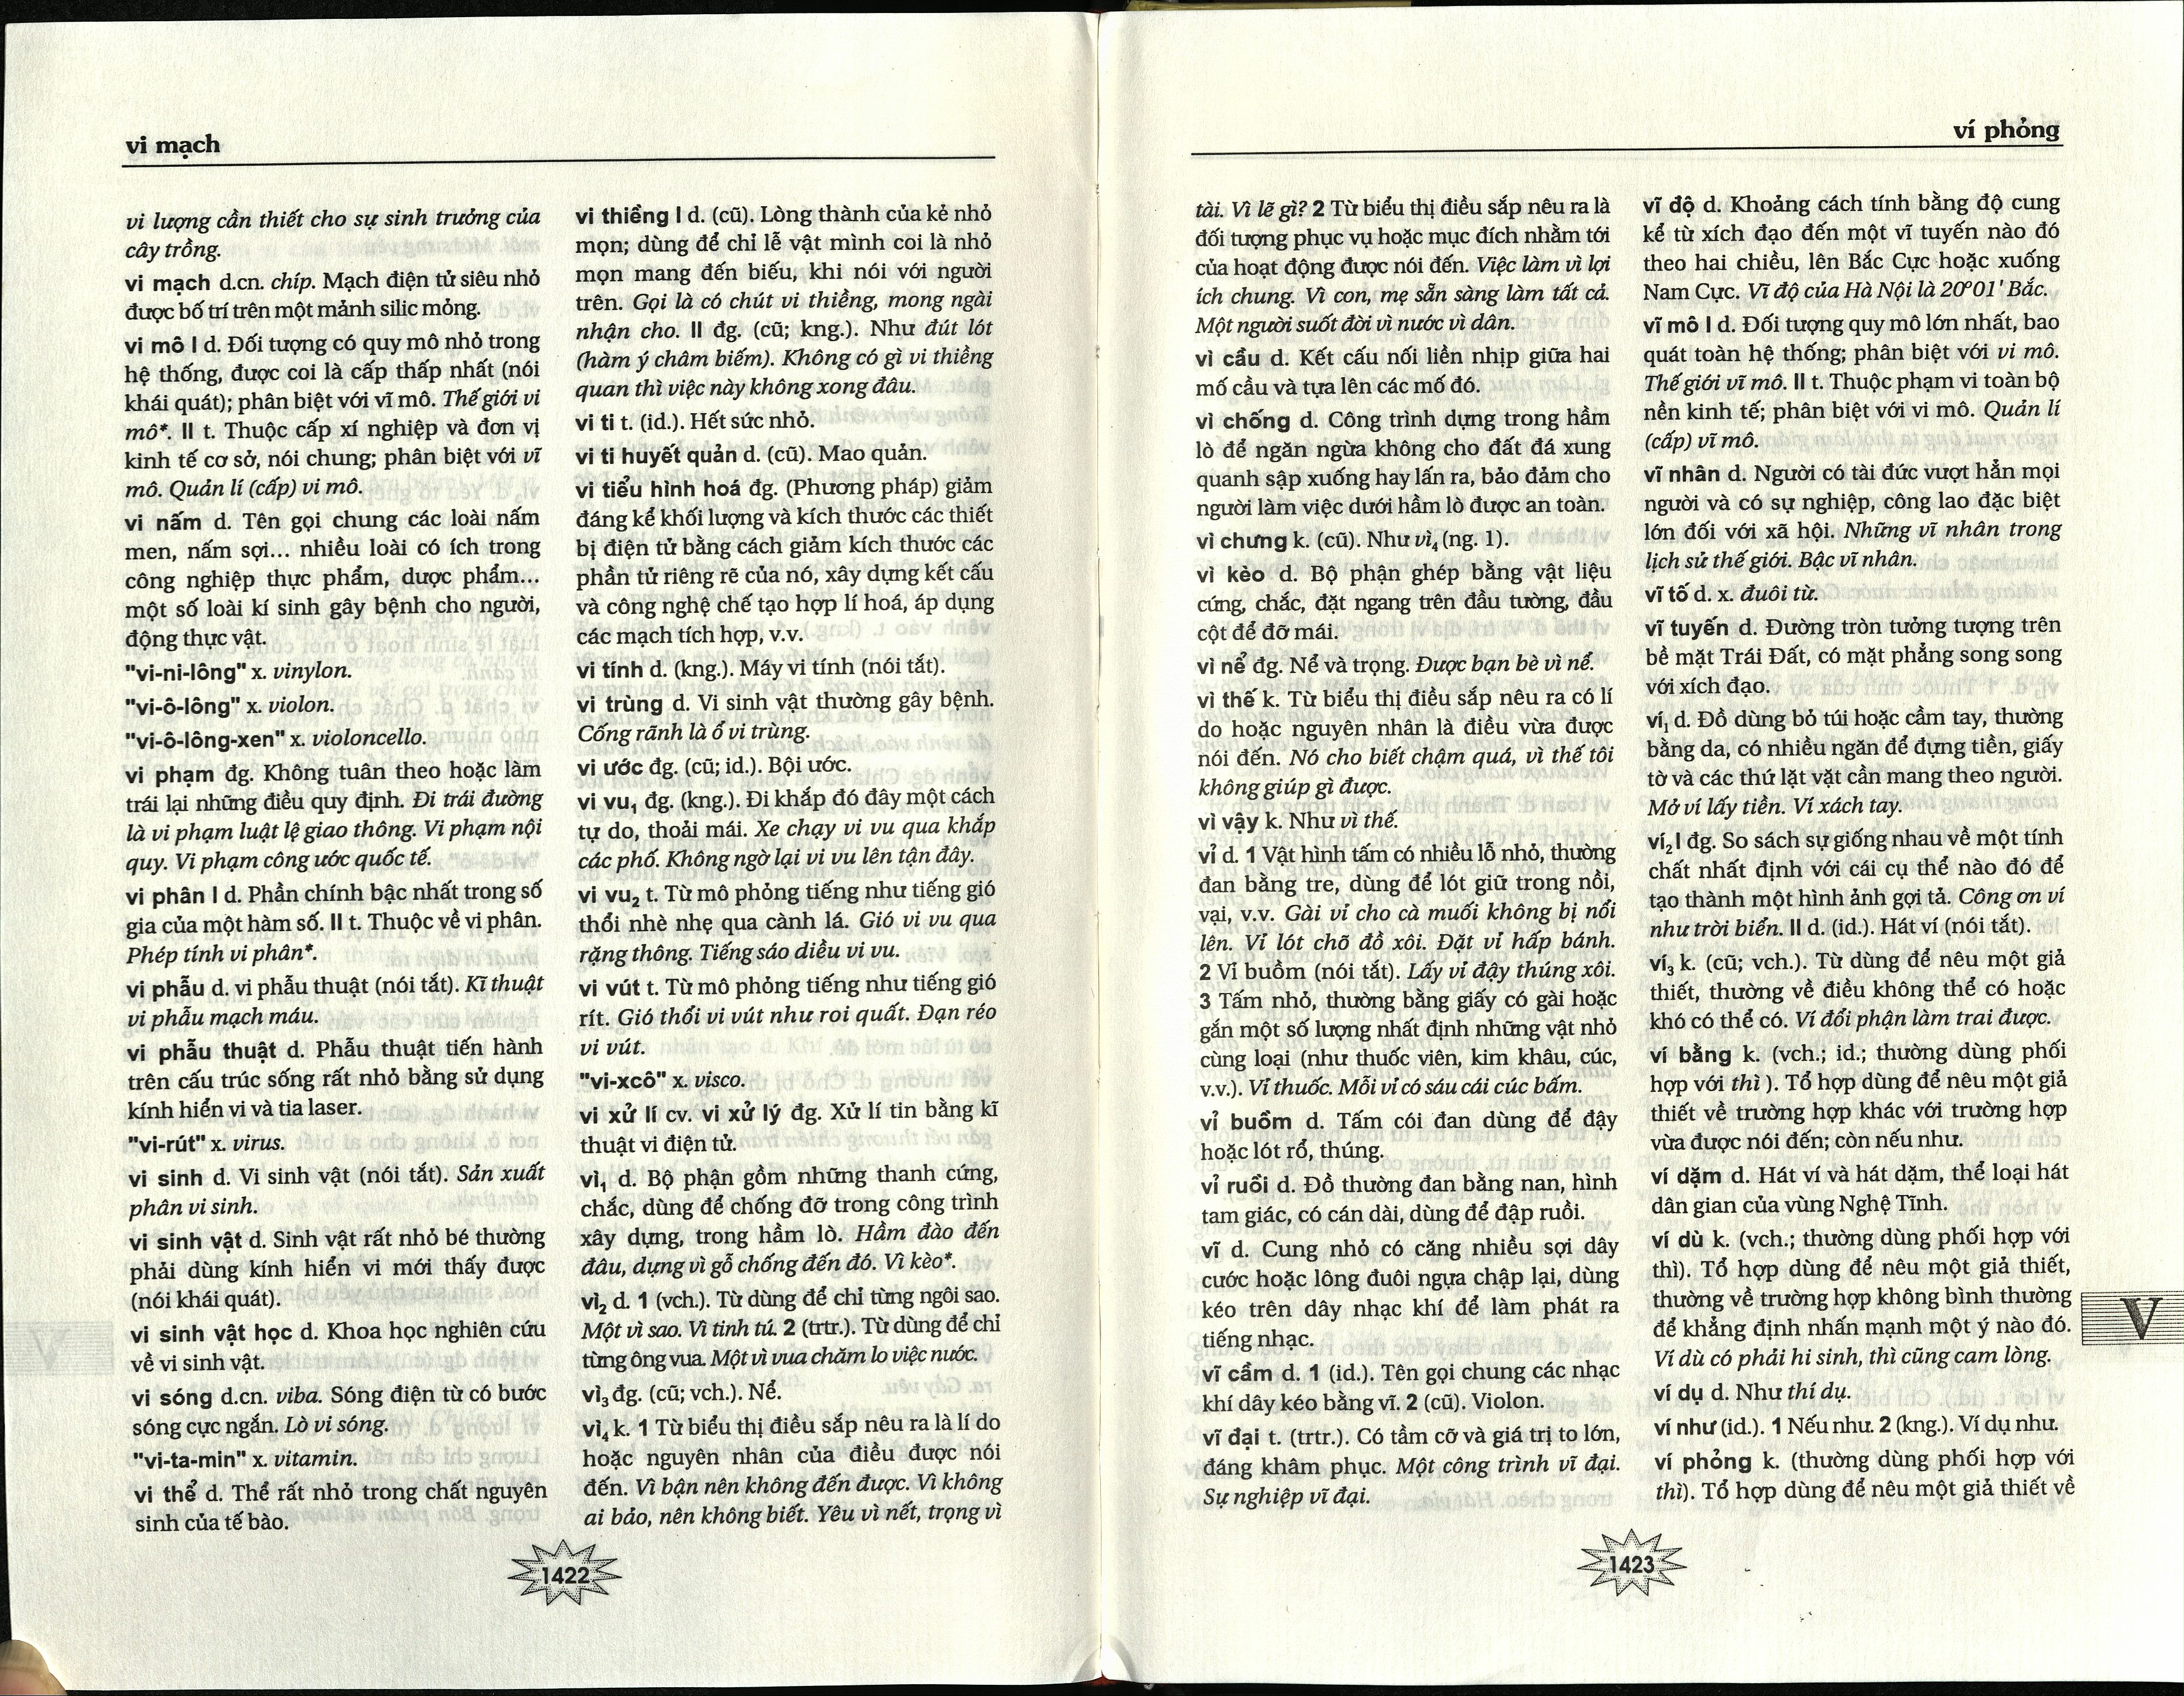 vi mạch
vi lượng cần thiết cho sự sinh trưởng của
cây trồng.
vi mạch d.cn. chíp. Mạch điện tử siêu nhỏ
được bố trí trên một mảnh silic mỏng.
vi mô I d. Đối tượng có quy mô nhỏ trong
hệ thống, được coi là cấp thấp nhất (nói
khái quát); phân biệt với vĩ mô. Thế giới vi
mô*. II t. Thuộc cấp xí nghiệp và đơn vị
kinh tế cơ sở, nói chung; phân biệt với vĩ
mô. Quản lí (cấp) vi mô.
vi nấm d. Tên gọi chung các loài nấm
men, nấm sợi... nhiều loài có ích trong
công nghiệp thực phẩm, dược phẩm...
một số loài kí sinh gây bệnh cho người,
động thực vật.
"vi-ni-lông" x. vinylon.
"vi-ô-lông" x. violon.
"vi-ô-lông-xen" x. violoncello.
vi phạm đg. Không tuân theo hoặc làm
trái lại những điều quy định. Đi trái đường
là vi phạm luật lệ giao thông. Vi phạm nội
quy. Vi phạm công ước quốc tế.
vi phân I d. Phần chính bậc nhất trong số
gia của một hàm số. II t. Thuộc về vi phân.
Phép tính vi phân*.
vi phẫu d. vi phẫu thuật (nói tắt). Kĩ thuật
vi phẫu mạch máu.
vi phẫu thuật d. Phẫu thuật tiến hành
trên cấu trúc sống rất nhỏ bằng sử dụng
kính hiển vi và tia laser.
"vi-rút" x. virus.
vi sinh d. Vi sinh vật (nói tắt). Sản xuất
phân vi sinh.
vi sinh vật d. Sinh vật rất nhỏ bé thường
phải dùng kính hiển vi mới thấy được
(nói khái quát).
vi sinh vật học d. Khoa học nghiên cứu
về vi sinh vật.
vi sóng d.cn. viba. Sóng điện từ có bước
sóng cực ngắn. Lò vi sóng.
"vi-ta-min" x. vitamin.
vi thể d. Thể rất nhỏ trong chất nguyên
sinh của tế bào.
vi thiềng I d. (cũ). Lòng thành của kẻ nhỏ
mọn; dùng để chỉ lễ vật mình coi là nhỏ
mọn mang đến biếu, khi nói với người
trên. Gọi là có chút vi thiềng, mong ngài
nhận cho. II đg. (cũ; kng.). Như đút lót
(hàm ý châm biếm). Không có gì vi thiềng
quan thì việc này không xong đâu.
vi ti t. (id.). Hết sức nhỏ.
vi ti huyết quản d. (cũ). Mao quản.
vi tiểu hình hoá đg. (Phương pháp) giảm
đáng kể khối lượng và kích thước các thiết
bị điện tử bằng cách giảm kích thước các
phần tử riêng rẽ của nó, xây dựng kết cấu
và công nghệ chế tạo hợp lí hoá, áp dụng
các mạch tích hợp, v.v.
vi tính d. (kng.). Máy vi tính (nói tắt).
vi trùng d. Vi sinh vật thường gây bệnh.
Cống rãnh là ổ vi trùng.
vi ước đg. (cũ; id.). Bội ước.
vi vu₁ đg. (kng.). Đi khắp đó đây một cách
tự do, thoải mái. Xe chạy vi vu qua khắp
các phố. Không ngờ lại vi vu lên tận đây.
vi vu₂ t. Từ mô phỏng tiếng như tiếng gió
thổi nhè nhẹ qua cành lá. Gió vi vu qua
rặng thông. Tiếng sáo diều vi vu.
vi vút t. Từ mô phỏng tiếng như tiếng gió
rít. Gió thổi vi vút như roi quất. Đạn réo
vi vút.
"vi-xcô" x. visco.
vi xử lí cv. vi xử lý đg. Xử lí tin bằng kĩ
thuật vi điện tử.
vì₁ d. Bộ phận gồm những thanh cứng,
chắc, dùng để chống đỡ trong công trình
xây dựng, trong hầm lò. Hầm đào đến
đâu, dựng vì gỗ chống đến đó. Vì kèo*.
vì₂ d. 1 (vch.). Từ dùng để chỉ từng ngôi sao.
Một vì sao. Vì tinh tú. 2 (trtr.). Từ dùng để chỉ
từng ông vua. Một vì vua chăm lo việc nước.
vì₃ đg. (cũ; vch.). Nể.
vì₄ k. 1 Từ biểu thị điều sắp nêu ra là lí do
hoặc nguyên nhân của điều được nói
đến. Vì bận nên không đến được. Vì không
ai bảo, nên không biết. Yêu vì nết, trọng vì
1422
ví phỏng
tài. Vì lẽ gì? 2 Từ biểu thị điều sắp nêu ra là
đối tượng phục vụ hoặc mục đích nhằm tới
của hoạt động được nói đến. Việc làm vì lợi
ích chung. Vì con, mẹ sẵn sàng làm tất cả.
Một người suốt đời vì nước vì dân.
vì cầu d. Kết cấu nối liền nhịp giữa hai
mố cầu và tựa lên các mố đó.
vì chống d. Công trình dựng trong hầm
lò để ngăn ngừa không cho đất đá xung
quanh sập xuống hay lấn ra, bảo đảm cho
người làm việc dưới hầm lò được an toàn.
vì chưng k. (cũ). Như vì₄ (ng. 1).
vì kèo d. Bộ phận ghép bằng vật liệu
cứng, chắc, đặt ngang trên đầu tường, đầu
cột để đỡ mái.
vì nể đg. Nể và trọng. Được bạn bè vì nể.
vì thế k. Từ biểu thị điều sắp nêu ra có lí
do hoặc nguyên nhân là điều vừa được
nói đến. Nó cho biết chậm quá, vì thế tôi
không giúp gì được.
vì vậy k. Như vì thế.
vỉ d. 1 Vật hình tấm có nhiều lỗ nhỏ, thường
đan bằng tre, dùng để lót giữ trong nồi,
vại, v.v. Gài vỉ cho cà muối không bị nổi
lên. Vỉ lót chõ đồ xôi. Đặt vỉ hấp bánh.
2 Vỉ buồm (nói tắt). Lấy vỉ đậy thúng xôi.
3 Tấm nhỏ, thường bằng giấy có gài hoặc
gắn một số lượng nhất định những vật nhỏ
cùng loại (như thuốc viên, kim khâu, cúc,
v.v.). Vỉ thuốc. Mỗi vỉ có sáu cái cúc bấm.
vỉ buồm d. Tấm cói đan dùng để đậy
hoặc lót rổ, thúng.
vỉ ruồi d. Đồ thường đan bằng nan, hình
tam giác, có cán dài, dùng để đập ruồi.
vĩ d. Cung nhỏ có căng nhiều sợi dây
cước hoặc lông đuôi ngựa chập lại, dùng
kéo trên dây nhạc khí để làm phát ra
tiếng nhạc.
vĩ cầm d. 1 (id.). Tên gọi chung các nhạc
khí dây kéo bằng vĩ. 2 (cũ). Violon.
vĩ đại t. (trtr.). Có tầm cỡ và giá trị to lớn,
đáng khâm phục. Một công trình vĩ đại.
Sự nghiệp vĩ đại.
vĩ độ d. Khoảng cách tính bằng độ cung
kể từ xích đạo đến một vĩ tuyến nào đó
theo hai chiều, lên Bắc Cực hoặc xuống
Nam Cực. Vĩ độ của Hà Nội là 20°01' Bắc.
vĩ mô I d. Đối tượng quy mô lớn nhất, bao
quát toàn hệ thống; phân biệt với vi mô.
Thế giới vĩ mô. II t. Thuộc phạm vi toàn bộ
nền kinh tế; phân biệt với vi mô. Quản lí
(cấp) vĩ mô.
vĩ nhân d. Người có tài đức vượt hẳn mọi
người và có sự nghiệp, công lao đặc biệt
lớn đối với xã hội. Những vĩ nhân trong
lịch sử thế giới. Bậc vĩ nhân.
vĩ tố d. x. đuôi từ.
vĩ tuyến d. Đường tròn tưởng tượng trên
bề mặt Trái Đất, có mặt phẳng song song
với xích đạo.
ví₁ d. Đồ dùng bỏ túi hoặc cầm tay, thường
bằng da, có nhiều ngăn để đựng tiền, giấy
tờ và các thứ lặt vặt cần mang theo người.
Mở ví lấy tiền. Ví xách tay.
ví₂ I đg. So sách sự giống nhau về một tính
chất nhất định với cái cụ thể nào đó để
tạo thành một hình ảnh gợi tả. Công ơn ví
như trời biển. II d. (id.). Hát ví (nói tắt).
ví₃ k. (cũ; vch.). Từ dùng để nêu một giả
thiết, thường về điều không thể có hoặc
khó có thể có. Ví đổi phận làm trai được.
ví bằng k. (vch.; id.; thường dùng phối
hợp với thì ). Tổ hợp dùng để nêu một giả
thiết về trường hợp khác với trường hợp
vừa được nói đến; còn nếu như.
ví dặm d. Hát ví và hát dặm, thể loại hát
dân gian của vùng Nghệ Tĩnh.
ví dù k. (vch.; thường dùng phối hợp với
thì). Tổ hợp dùng để nêu một giả thiết,
thường về trường hợp không bình thường
để khẳng định nhấn mạnh một ý nào đó.
Ví dù có phải hi sinh, thì cũng cam lòng.
ví dụ d. Như thí dụ.
ví như (id.). 1 Nếu như. 2 (kng.). Ví dụ như.
ví phỏng k. (thường dùng phối hợp với
thì). Tổ hợp dùng để nêu một giả thiết về
V
1423